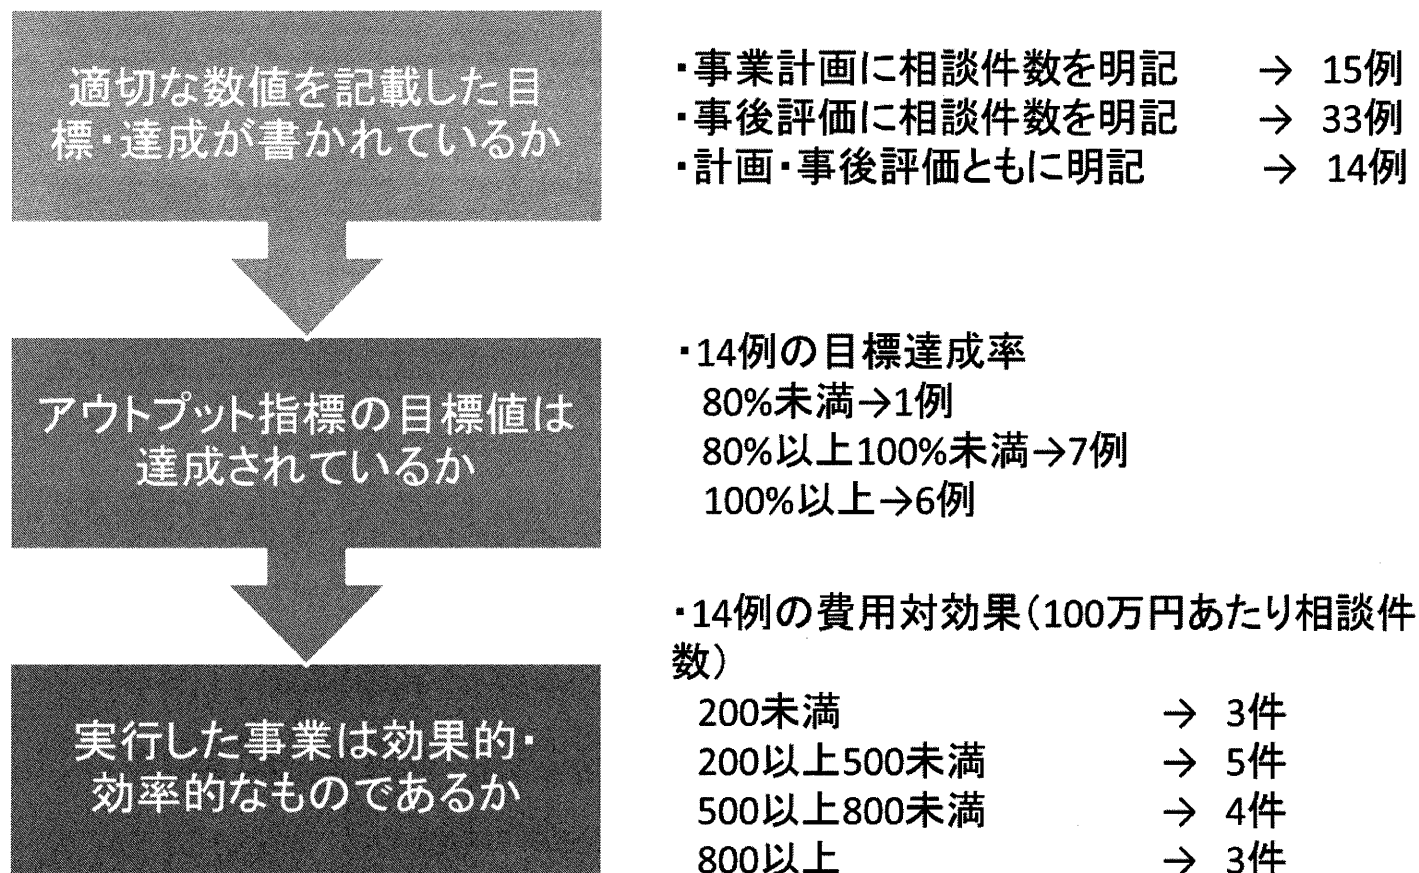 適切な数値を記載した目
標・達成が書かれているか
・事業計画に相談件数を明記 → 15例
・事後評価に相談件数を明記 → 33例
・計画・事後評価ともに明記 → 14例
アウトプット指標の目標値は
達成されているか
・14例の目標達成率
80%未満→1例
80%以上100%未満→7例
100%以上→6例
実行した事業は効果的・
効率的なものであるか
・14例の費用対効果（100万円あたり相談件
数）
200未満 → 3件
200以上500未満 → 5件
500以上800未満 → 4件
800以上 → 3件